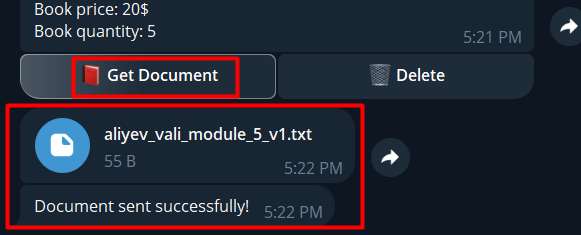 Book price: 20$
Book quantity: 5
5:21 PM
📕 Get Document
🗑️ Delete
aliyev_vali_module_5_v1.txt
55 B
5:22 PM
Document sent successfully! 5:22 PM